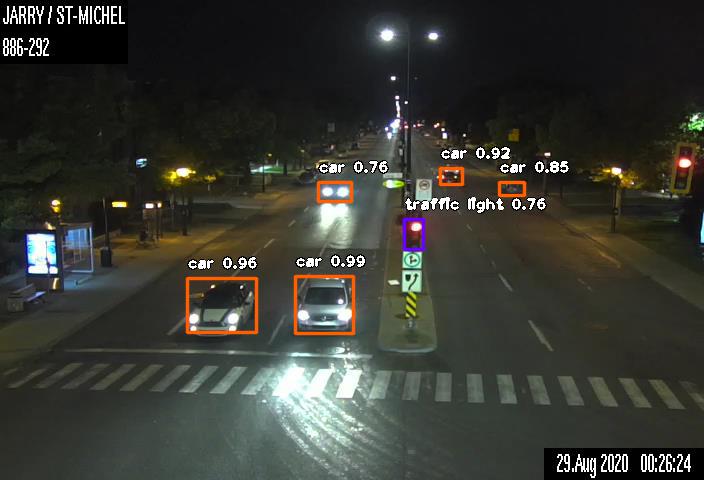 JARRY / ST-MICHEL
886-292
car 0.92
car 0.76
car 0.85
traffic light 0.76
car 0.96
car 0.99
29.Aug 2020 00:26:24